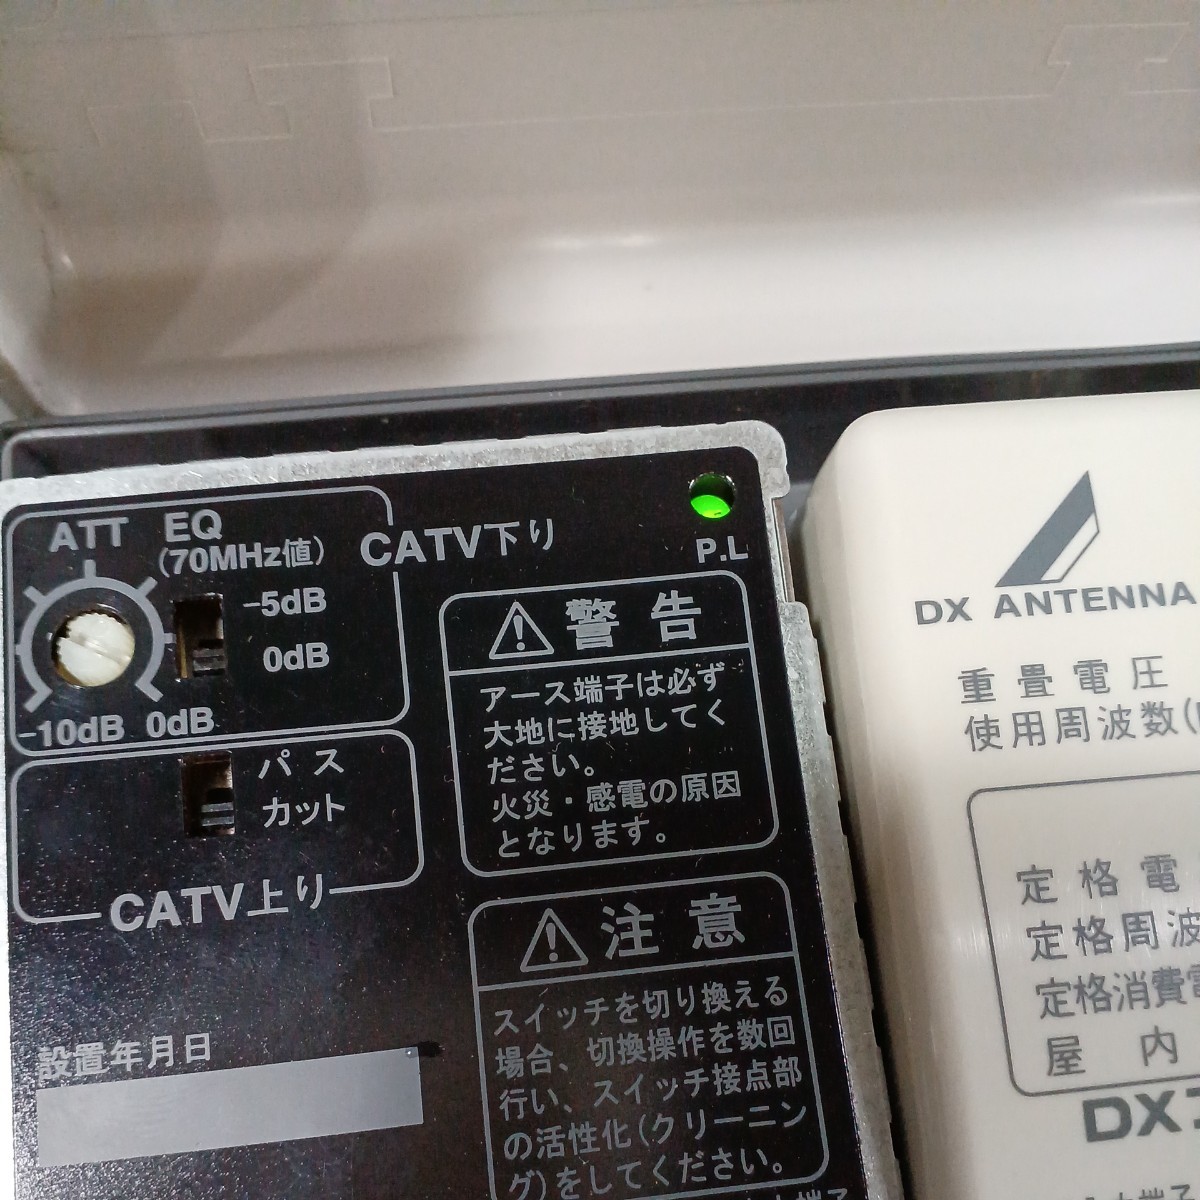 ATT EQ
(70MHz値)
CATV下り
-5dB
0dB
-10dB 0dB
パス
カット
CATV上り
設置年月日
P.L
警告
アース端子は必ず
大地に接地してく
ださい。
火災・感電の原因
となります。
注意
スイッチを切り換える
場合、切換操作を数回
行い、スイッチ接点部
の活性化(クリーニン
グ)をしてください。
DX ANTENNA
重畳電圧
使用周波数(
定格電
定格周波
定格消費電
屋内
DX